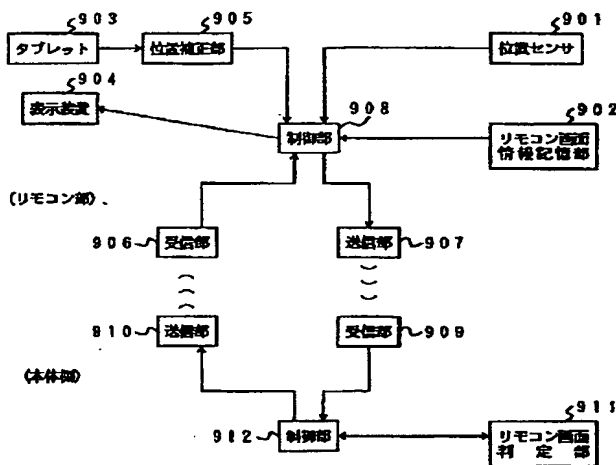 903
905
901
タブレット
位置補正部
位置センサ
904
表示装置
908
902
制御部
リモコン画面
情報記憶部
(リモコン部)、
906
受信部
送信部
907
910
送信部
受信部
909
(本体側)
911
912
制御部
リモコン画面
判定部